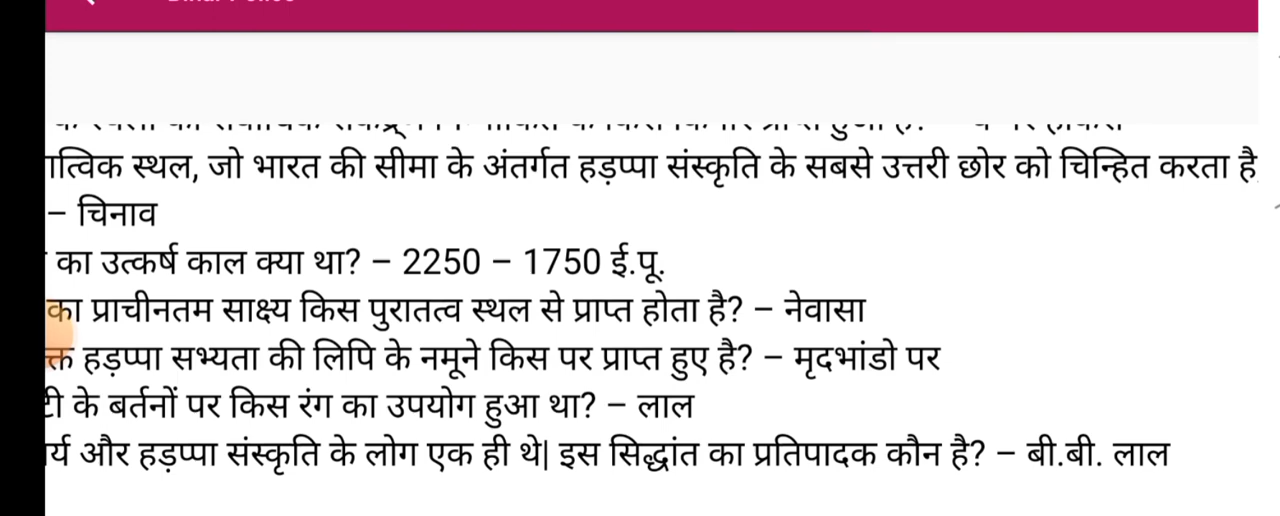 स्थल, जो भारत की सीमा के अंतर्गत हड़प्पा संस्कृति के सबसे उत्तरी छोर को चिन्हित करता है
– चिनाव
का उत्कर्ष काल क्या था? – 2250 – 1750 ई.पू.
का प्राचीनतम साक्ष्य किस पुरातत्व स्थल से प्राप्त होता है? – नेवासा
हड़प्पा सभ्यता की लिपि के नमूने किस पर प्राप्त हुए है? – मृदभांडो पर
के बर्तनों पर किस रंग का उपयोग हुआ था? – लाल
और हड़प्पा संस्कृति के लोग एक ही थे| इस सिद्धांत का प्रतिपादक कौन है? – बी.बी. लाल